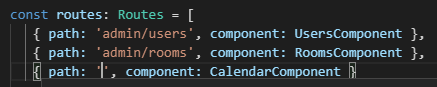 const routes: Routes = [
{ path: 'admin/users', component: UsersComponent },
{ path: 'admin/rooms', component: RoomsComponent },
{ path: '', component: CalendarComponent }